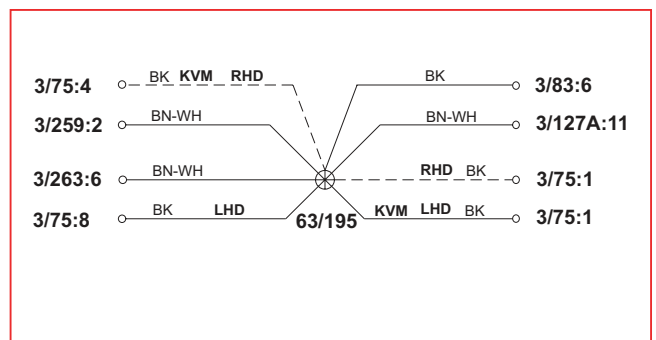 3/75:4 BK KVM RHD BK 3/83:6
3/259:2 BN-WH BN-WH 3/127A:11
3/263:6 BN-WH RHD BK 3/75:1
3/75:8 BK LHD 63/195 KVM LHD BK 3/75:1